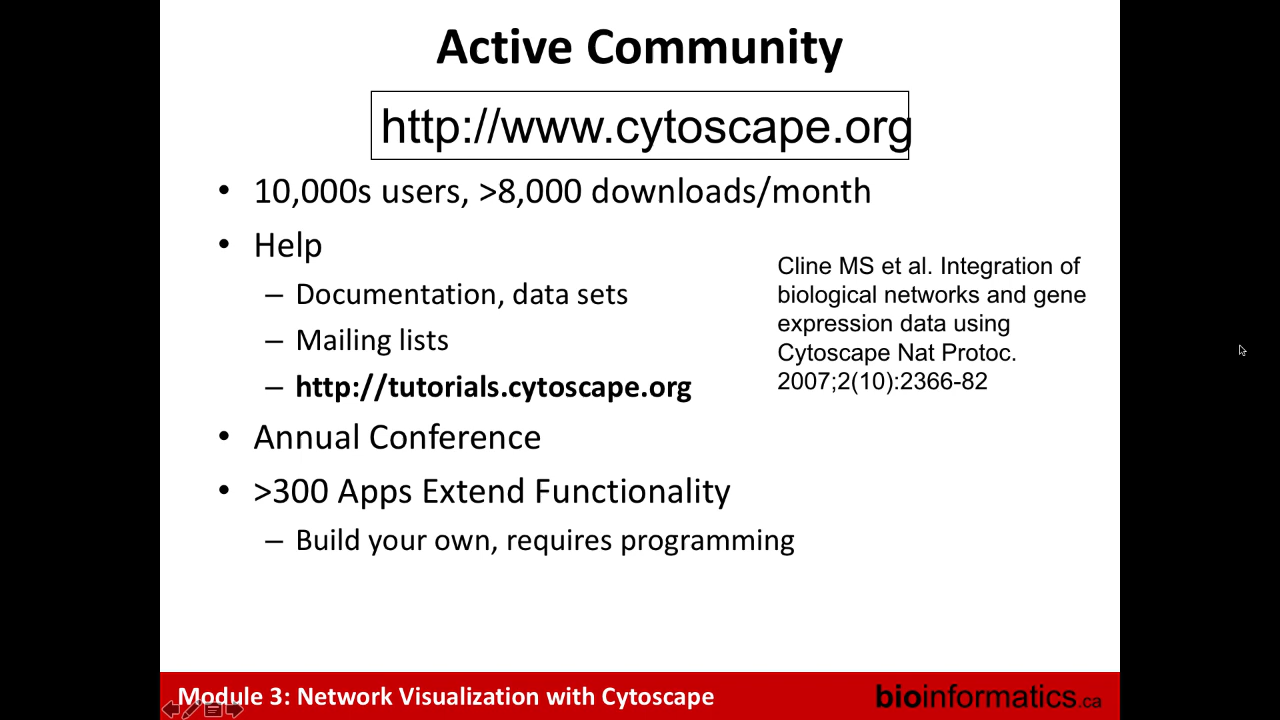 Active Community
http://www.cytoscape.org
• 10,000s users, >8,000 downloads/month
• Help
– Documentation, data sets
– Mailing lists
– http://tutorials.cytoscape.org
Cline MS et al. Integration of
biological networks and gene
expression data using
Cytoscape Nat Protoc.
2007;2(10):2366-82
• Annual Conference
• >300 Apps Extend Functionality
– Build your own, requires programming
Module 3: Network Visualization with Cytoscape
bioinformatics.ca